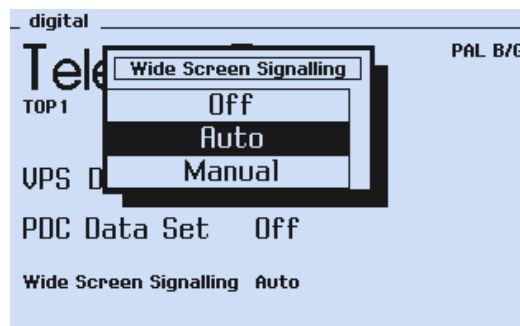 digital
Tele
PAL B/G
Wide Screen Signalling
TOP1
Off
Auto
Manual
VPS
PDC Data Set Off
Wide Screen Signalling Auto